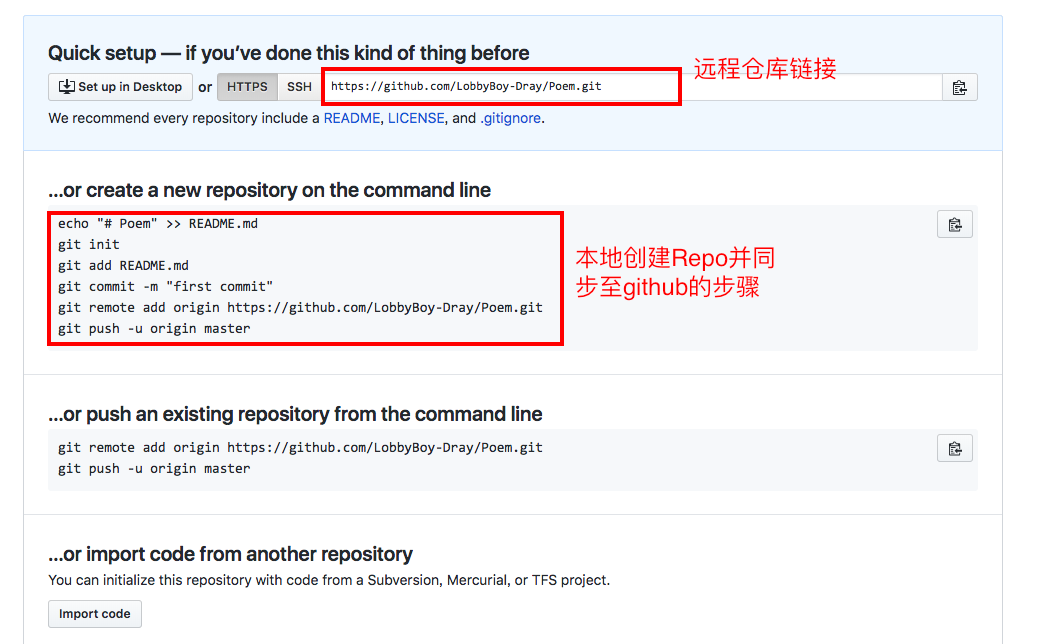 Quick setup — if you’ve done this kind of thing before
Set up in Desktop or HTTPS SSH https://github.com/LobbyBoy-Dray/Poem.git 远程仓库链接
We recommend every repository include a README, LICENSE, and .gitignore.
…or create a new repository on the command line
echo "# Poem" >> README.md
git init
git add README.md
git commit -m "first commit"
git remote add origin https://github.com/LobbyBoy-Dray/Poem.git
git push -u origin master
本地创建Repo并同
步至github的步骤
…or push an existing repository from the command line
git remote add origin https://github.com/LobbyBoy-Dray/Poem.git
git push -u origin master
…or import code from another repository
You can initialize this repository with code from a Subversion, Mercurial, or TFS project.
Import code